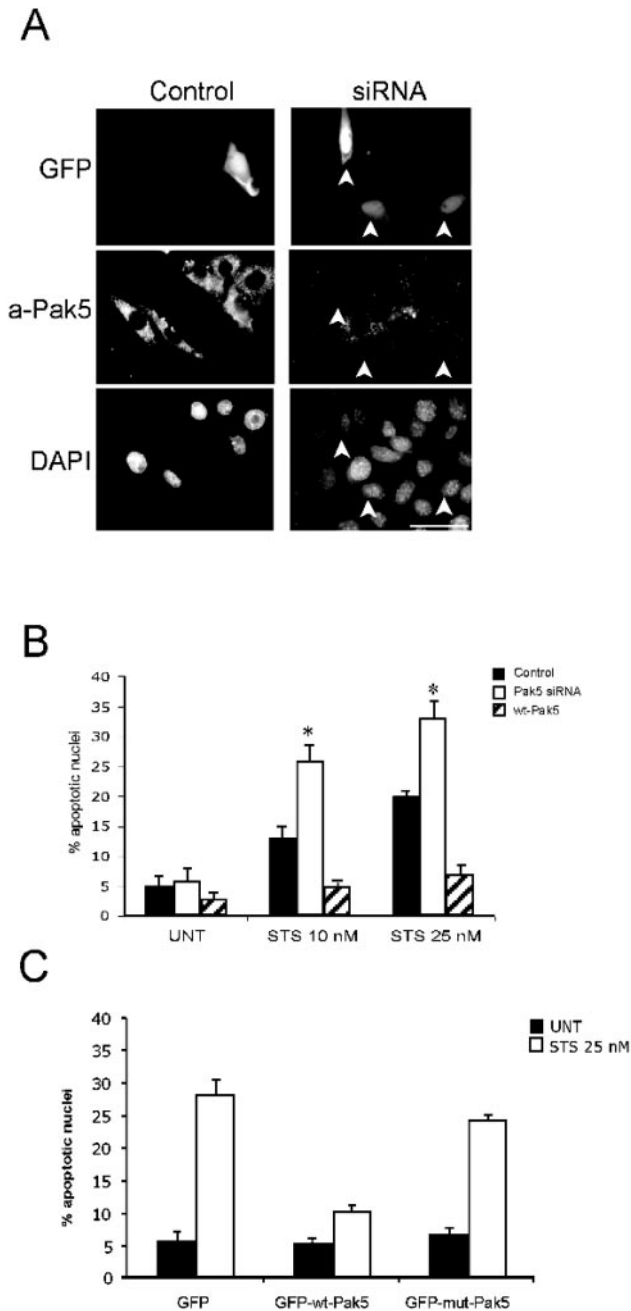 A
Control siRNA
GFP
a-Pak5
DAPI
B
% apoptotic nuclei
40
35
30
25
20
15
10
5
0
* *
UNT STS 10 nM STS 25 nM
Control
Pak5 siRNA
wt-Pak5
C
% apoptotic nuclei
40
35
30
25
20
15
10
5
0
GFP GFP-wt-Pak5 GFP-mut-Pak5
UNT
STS 25 nM